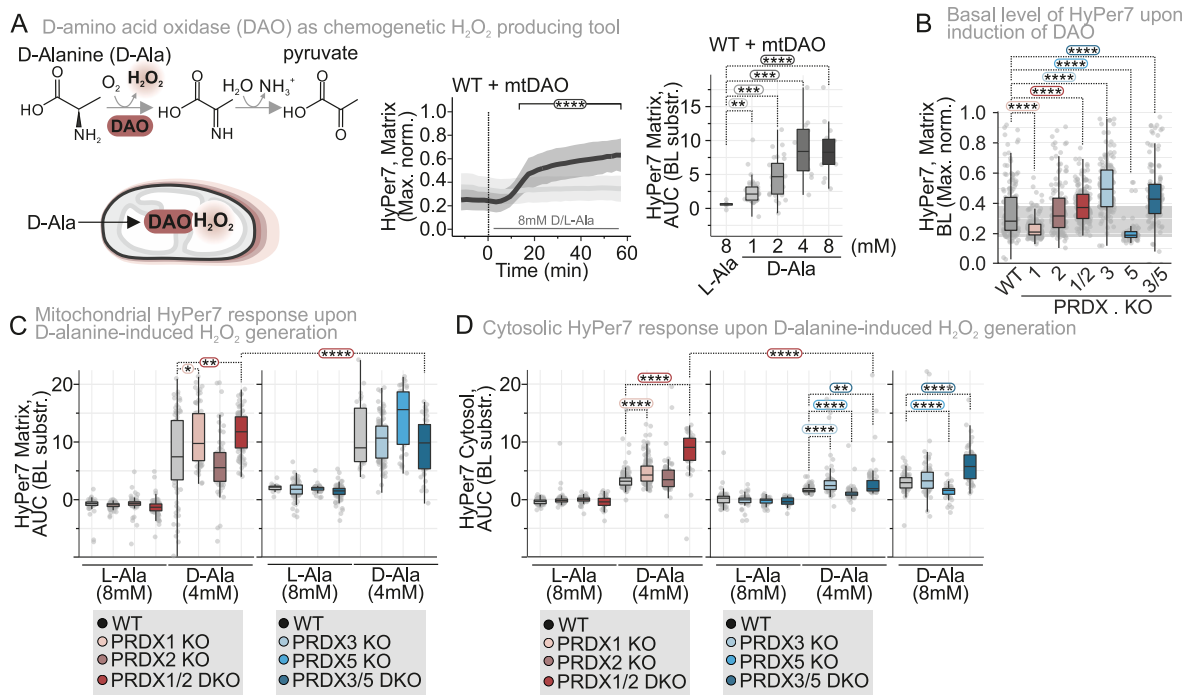 A
D-amino acid oxidase (DAO) as chemogenetic H₂O₂ producing tool
D-Alanine (D-Ala)
pyruvate
O₂
H₂O₂
H₂O
NH₃⁺
HO
O
NH₂
DAO
HO
O
NH
HO
O
O
D-Ala
DAO
H₂O₂
WT + mtDAO
****
HyPer7, Matrix
(Max. norm.)
1.0
0.8
0.6
0.4
0.2
0.0
8mM D/L-Ala
0
20
40
60
Time (min)
WT + mtDAO
****
***
***
**
HyPer7 Matrix,
AUC (BL substr.)
15
10
5
0
8
1
2
4
8
(mM)
L-Ala
D-Ala
B
Basal level of HyPer7 upon
induction of DAO
****
****
****
****
****
HyPer7, Matrix
BL (Max. norm.)
1.0
0.8
0.6
0.4
0.2
0.0
WT
1
2
1/2
3
5
3/5
PRDX . KO
C
Mitochondrial HyPer7 response upon
D-alanine-induced H₂O₂ generation
*
**
****
HyPer7 Matrix,
AUC (BL substr.)
20
10
0
L-Ala
(8mM)
D-Ala
(4mM)
L-Ala
(8mM)
D-Ala
(4mM)
WT
PRDX1 KO
PRDX2 KO
PRDX1/2 DKO
WT
PRDX3 KO
PRDX5 KO
PRDX3/5 DKO
D
Cytosolic HyPer7 response upon D-alanine-induced H₂O₂ generation
****
****
****
**
****
****
****
****
HyPer7 Cytosol,
AUC (BL substr.)
20
10
0
L-Ala
(8mM)
D-Ala
(4mM)
L-Ala
(8mM)
D-Ala
(4mM)
D-Ala
(8mM)
WT
PRDX1 KO
PRDX2 KO
PRDX1/2 DKO
WT
PRDX3 KO
PRDX5 KO
PRDX3/5 DKO